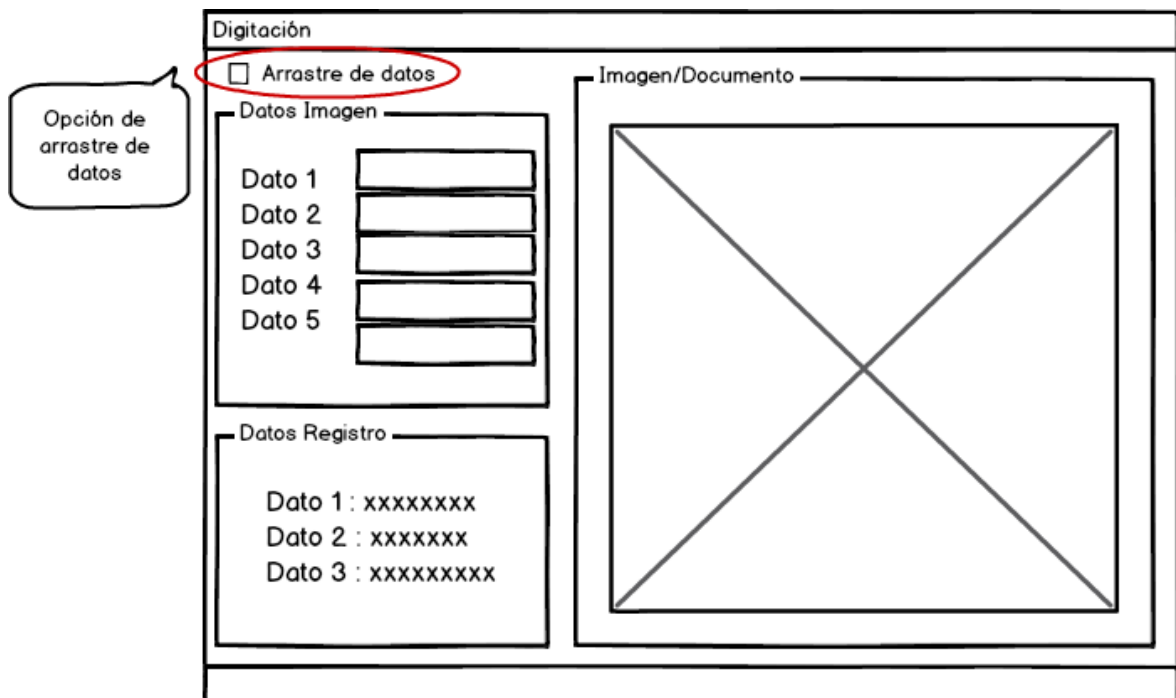 Digitación
Arrastre de datos
Opción de
arrastre de
datos
Datos Imagen
Dato 1
Dato 2
Dato 3
Dato 4
Dato 5
Datos Registro
Dato 1 : xxxxxxxx
Dato 2 : xxxxxxx
Dato 3 : xxxxxxxxx
Imagen/Documento